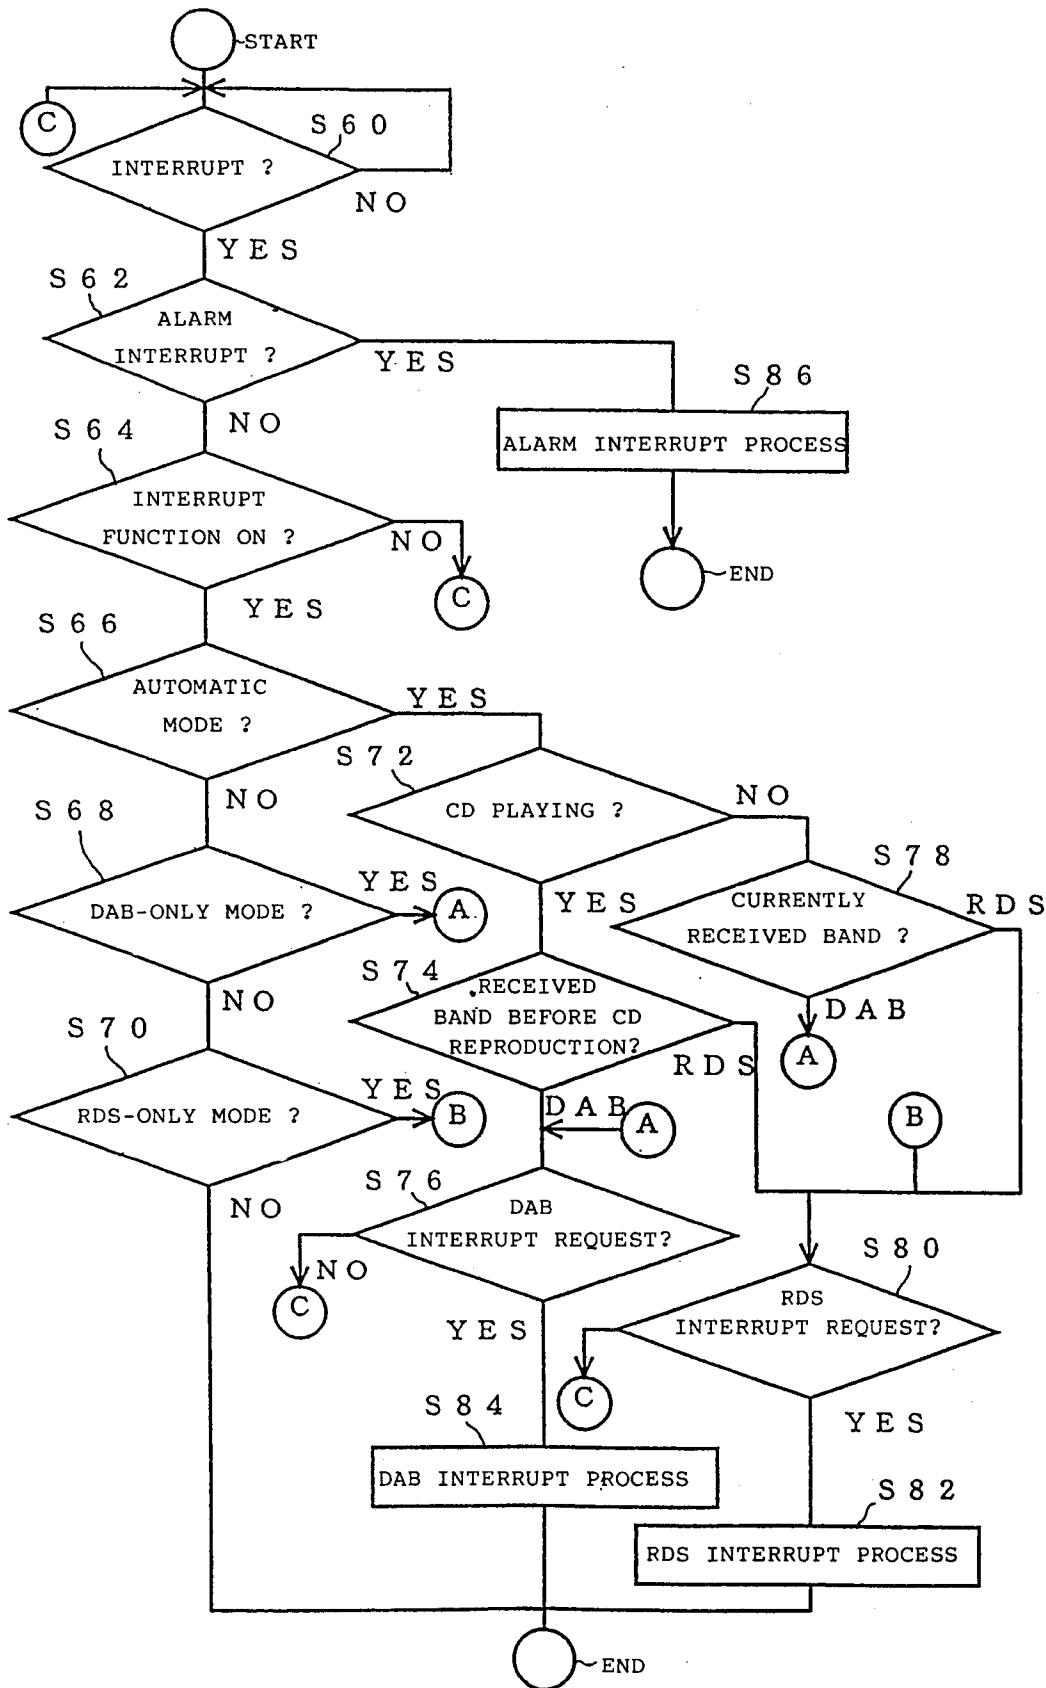 START
C
S60
INTERRUPT ?
NO
YES
S62
ALARM
INTERRUPT ?
YES
S86
ALARM INTERRUPT PROCESS
NO
S64
INTERRUPT
FUNCTION ON ?
NO
C
END
YES
S66
AUTOMATIC
MODE ?
YES
S72
CD PLAYING ?
NO
NO
S68
DAB-ONLY MODE ?
YES
A
YES
S78
CURRENTLY
RECEIVED BAND ?
RDS
DAB
A
NO
S74
RECEIVED
BAND BEFORE CD
REPRODUCTION?
RDS
S70
RDS-ONLY MODE ?
YES
B
DAB
A
B
NO
S76
DAB
INTERRUPT REQUEST?
NO
C
YES
S80
RDS
INTERRUPT REQUEST?
C
YES
S84
DAB INTERRUPT PROCESS
S82
RDS INTERRUPT PROCESS
END